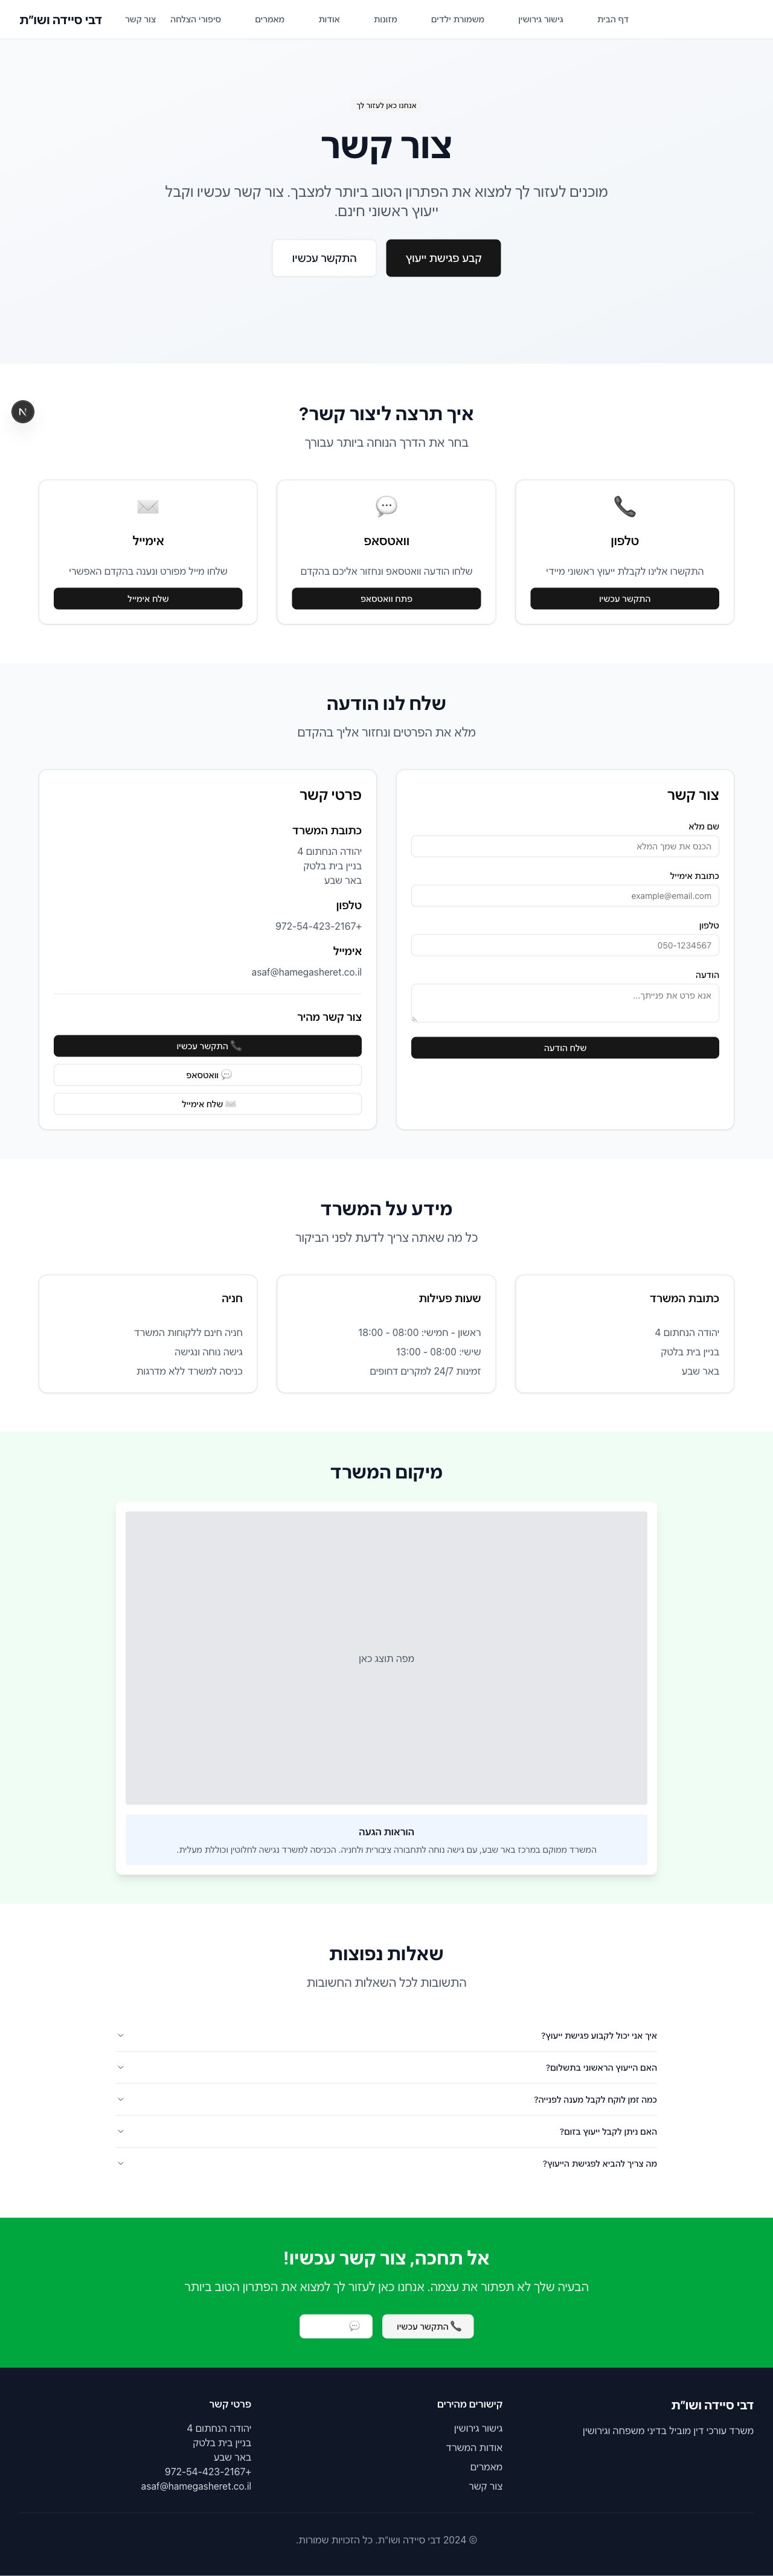 דף הבית
גישור גירושין
משמורת ילדים
מזונות
אודות
מאמרים
סיפורי הצלחה
צור קשר
דבי סיידה ושו"ת
אנחנו כאן לעזור לך
צור קשר
מוכנים לעזור לך למצוא את הפתרון הטוב ביותר למצבך. צור קשר עכשיו וקבל
ייעוץ ראשוני חינם.
קבע פגישת ייעוץ
התקשר עכשיו
N
איך תרצה ליצור קשר?
בחר את הדרך הנוחה ביותר עבורך
טלפון
התקשרו אלינו לקבלת ייעוץ ראשוני מיידי
התקשר עכשיו
וואטסאפ
שלחו הודעה וואטסאפ ונחזור אליכם בהקדם
פתח וואטסאפ
אימייל
שלחו מייל מפורט ונענה בהקדם האפשרי
שלח אימייל
שלח לנו הודעה
מלא את הפרטים ונחזור אליך בהקדם
צור קשר
שם מלא
הכנס את שמך המלא
כתובת אימייל
example@email.com
טלפון
050-1234567
הודעה
אנא פרט את פנייתך...
שלח הודעה
פרטי קשר
כתובת המשרד
יהודה הנחתום 4
בניין בית בלטק
באר שבע
טלפון
972-54-423-2167+
אימייל
asaf@hamegasheret.co.il
צור קשר מהיר
📞 התקשר עכשיו
💬 וואטסאפ
✉️ שלח אימייל
מידע על המשרד
כל מה שאתה צריך לדעת לפני הביקור
כתובת המשרד
יהודה הנחתום 4
בניין בית בלטק
באר שבע
שעות פעילות
ראשון - חמישי: 08:00 - 18:00
שישי: 08:00 - 13:00
זמינות 24/7 למקרים דחופים
חניה
חניה חינם ללקוחות המשרד
גישה נוחה ונגישה
כניסה למשרד ללא מדרגות
מיקום המשרד
מפה תוצג כאן
הוראות הגעה
המשרד ממוקם במרכז באר שבע, עם גישה נוחה לתחבורה ציבורית ולחניה. הכניסה למשרד נגישה לחלוטין וכוללת מעלית.
שאלות נפוצות
התשובות לכל השאלות החשובות
איך אני יכול לקבוע פגישת ייעוץ?
האם הייעוץ הראשוני בתשלום?
כמה זמן לוקח לקבל מענה לפנייה?
האם ניתן לקבל ייעוץ בזום?
מה צריך להביא לפגישת הייעוץ?
אל תחכה, צור קשר עכשיו!
הבעיה שלך לא תפתור את עצמה. אנחנו כאן לעזור לך למצוא את הפתרון הטוב ביותר
📞 התקשר עכשיו
💬
דבי סיידה ושו"ת
משרד עורכי דין מוביל בדיני משפחה וגירושין
קישורים מהירים
גישור גירושין
אודות המשרד
מאמרים
צור קשר
פרטי קשר
יהודה הנחתום 4
בניין בית בלטק
באר שבע
972-54-423-2167+
asaf@hamegasheret.co.il
© 2024 דבי סיידה ושו"ת. כל הזכויות שמורות.